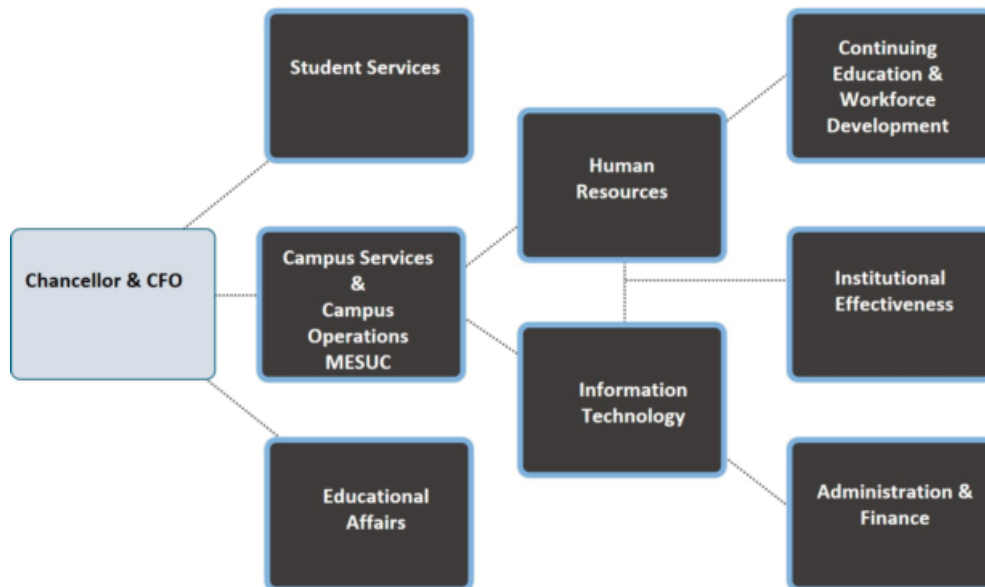 Student Services
Continuing
Education &
Workforce
Development
Human
Resources
Chancellor & CFO
Campus Services
&
Campus
Operations
MESUC
Institutional
Effectiveness
Information
Technology
Educational
Affairs
Administration &
Finance